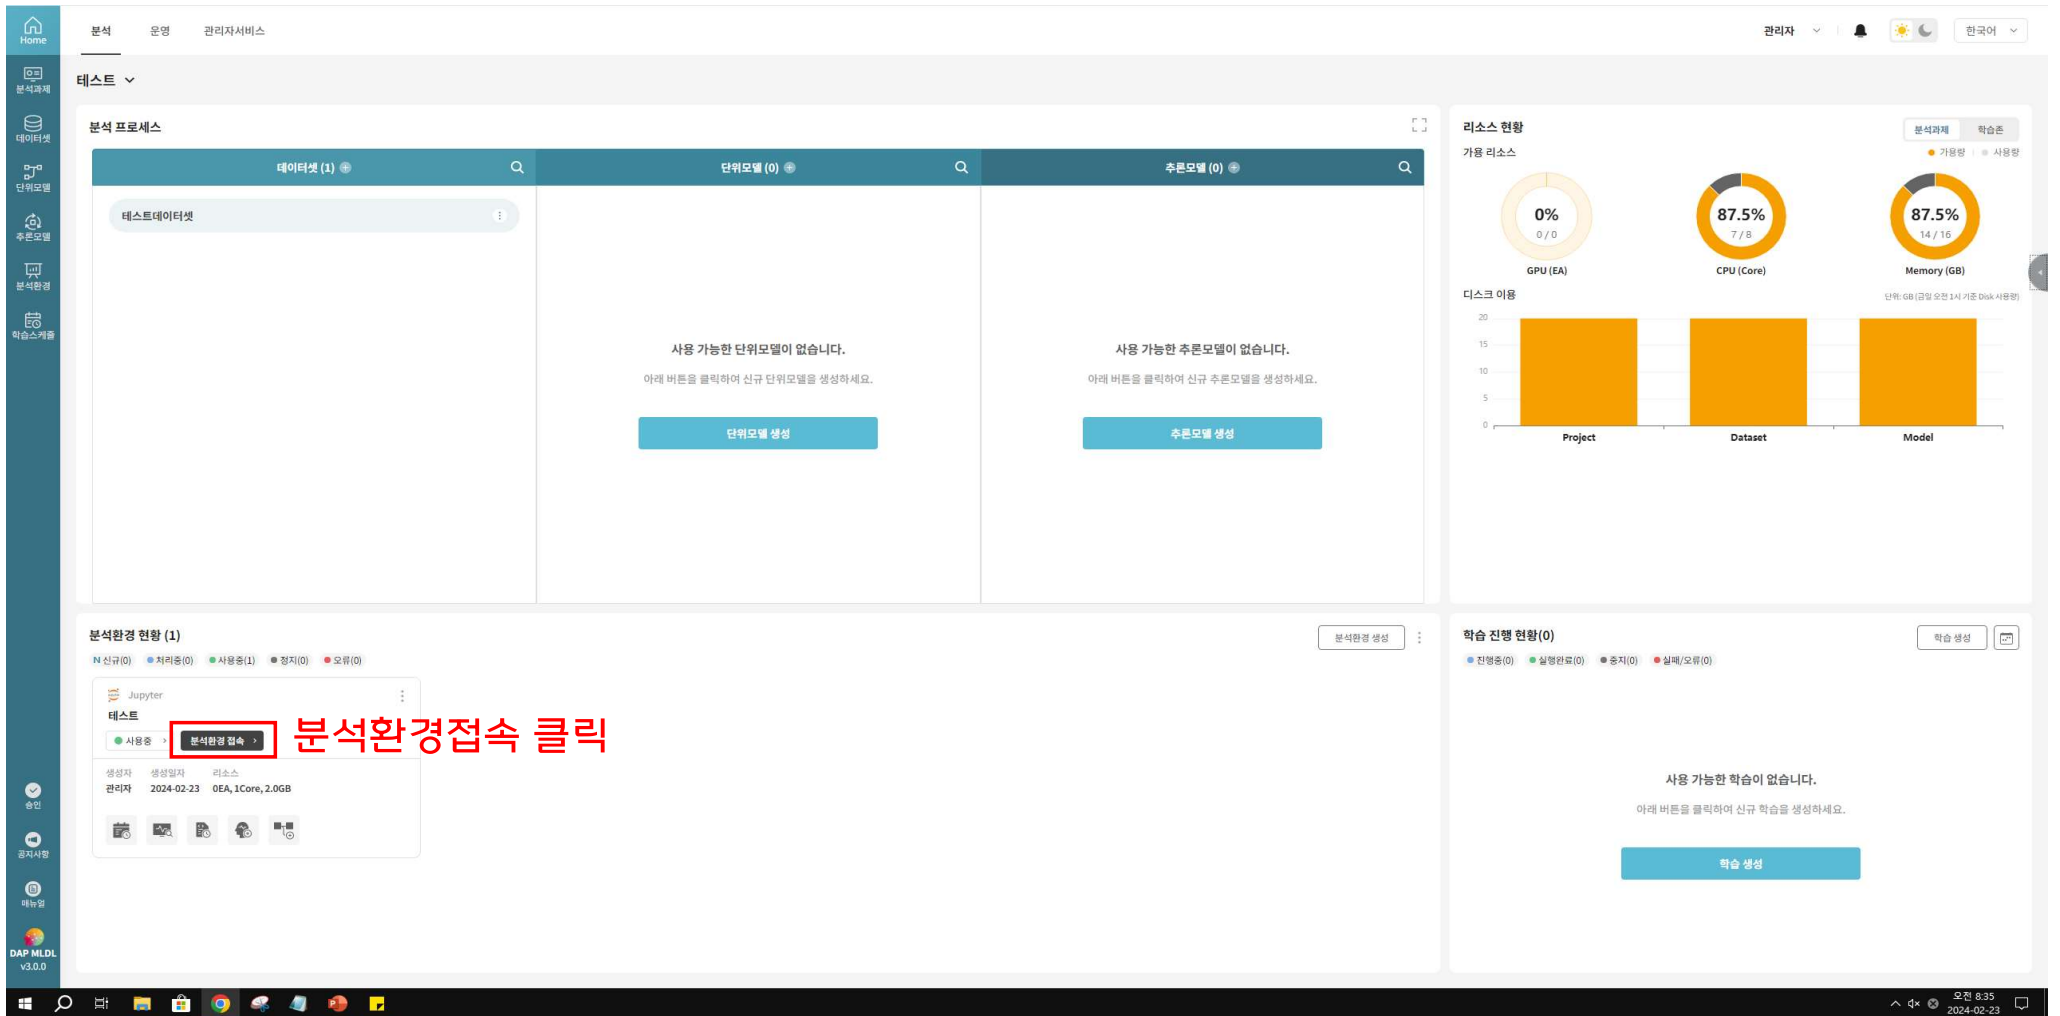 Home
분석
운영
관리자서비스
관리자
한국어
분석과제
데이터셋
단위모델
추론모델
분석환경
학습스케줄
승인
공지사항
매뉴얼
DAP MLDL
v3.0.0
테스트
분석 프로세스
데이터셋 (1)
단위모델 (0)
추론모델 (0)
테스트데이터셋
사용 가능한 단위모델이 없습니다.
아래 버튼을 클릭하여 신규 단위모델을 생성하세요.
단위모델 생성
사용 가능한 추론모델이 없습니다.
아래 버튼을 클릭하여 신규 추론모델을 생성하세요.
추론모델 생성
리소스 현황
분석과제 학습존
가용 리소스
가용량 사용량
0%
0 / 0
GPU (EA)
87.5%
7 / 8
CPU (Core)
87.5%
14 / 16
Memory (GB)
디스크 이용
단위: GB (금일 오전 1시 기준 Disk 사용량)
20
15
10
5
0
Project
Dataset
Model
분석환경 현황 (1)
분석환경 생성
N 신규(0) 처리중(0) 사용중(1) 정지(0) 오류(0)
Jupyter
테스트
사용중
분석환경 접속
분석환경접속 클릭
생성자 생성일자 리소스
관리자 2024-02-23 0EA, 1Core, 2.0GB
학습 진행 현황(0)
학습 생성
진행중(0) 실행완료(0) 중지(0) 실패/오류(0)
사용 가능한 학습이 없습니다.
아래 버튼을 클릭하여 신규 학습을 생성하세요.
학습 생성
오전 8:35
2024-02-23